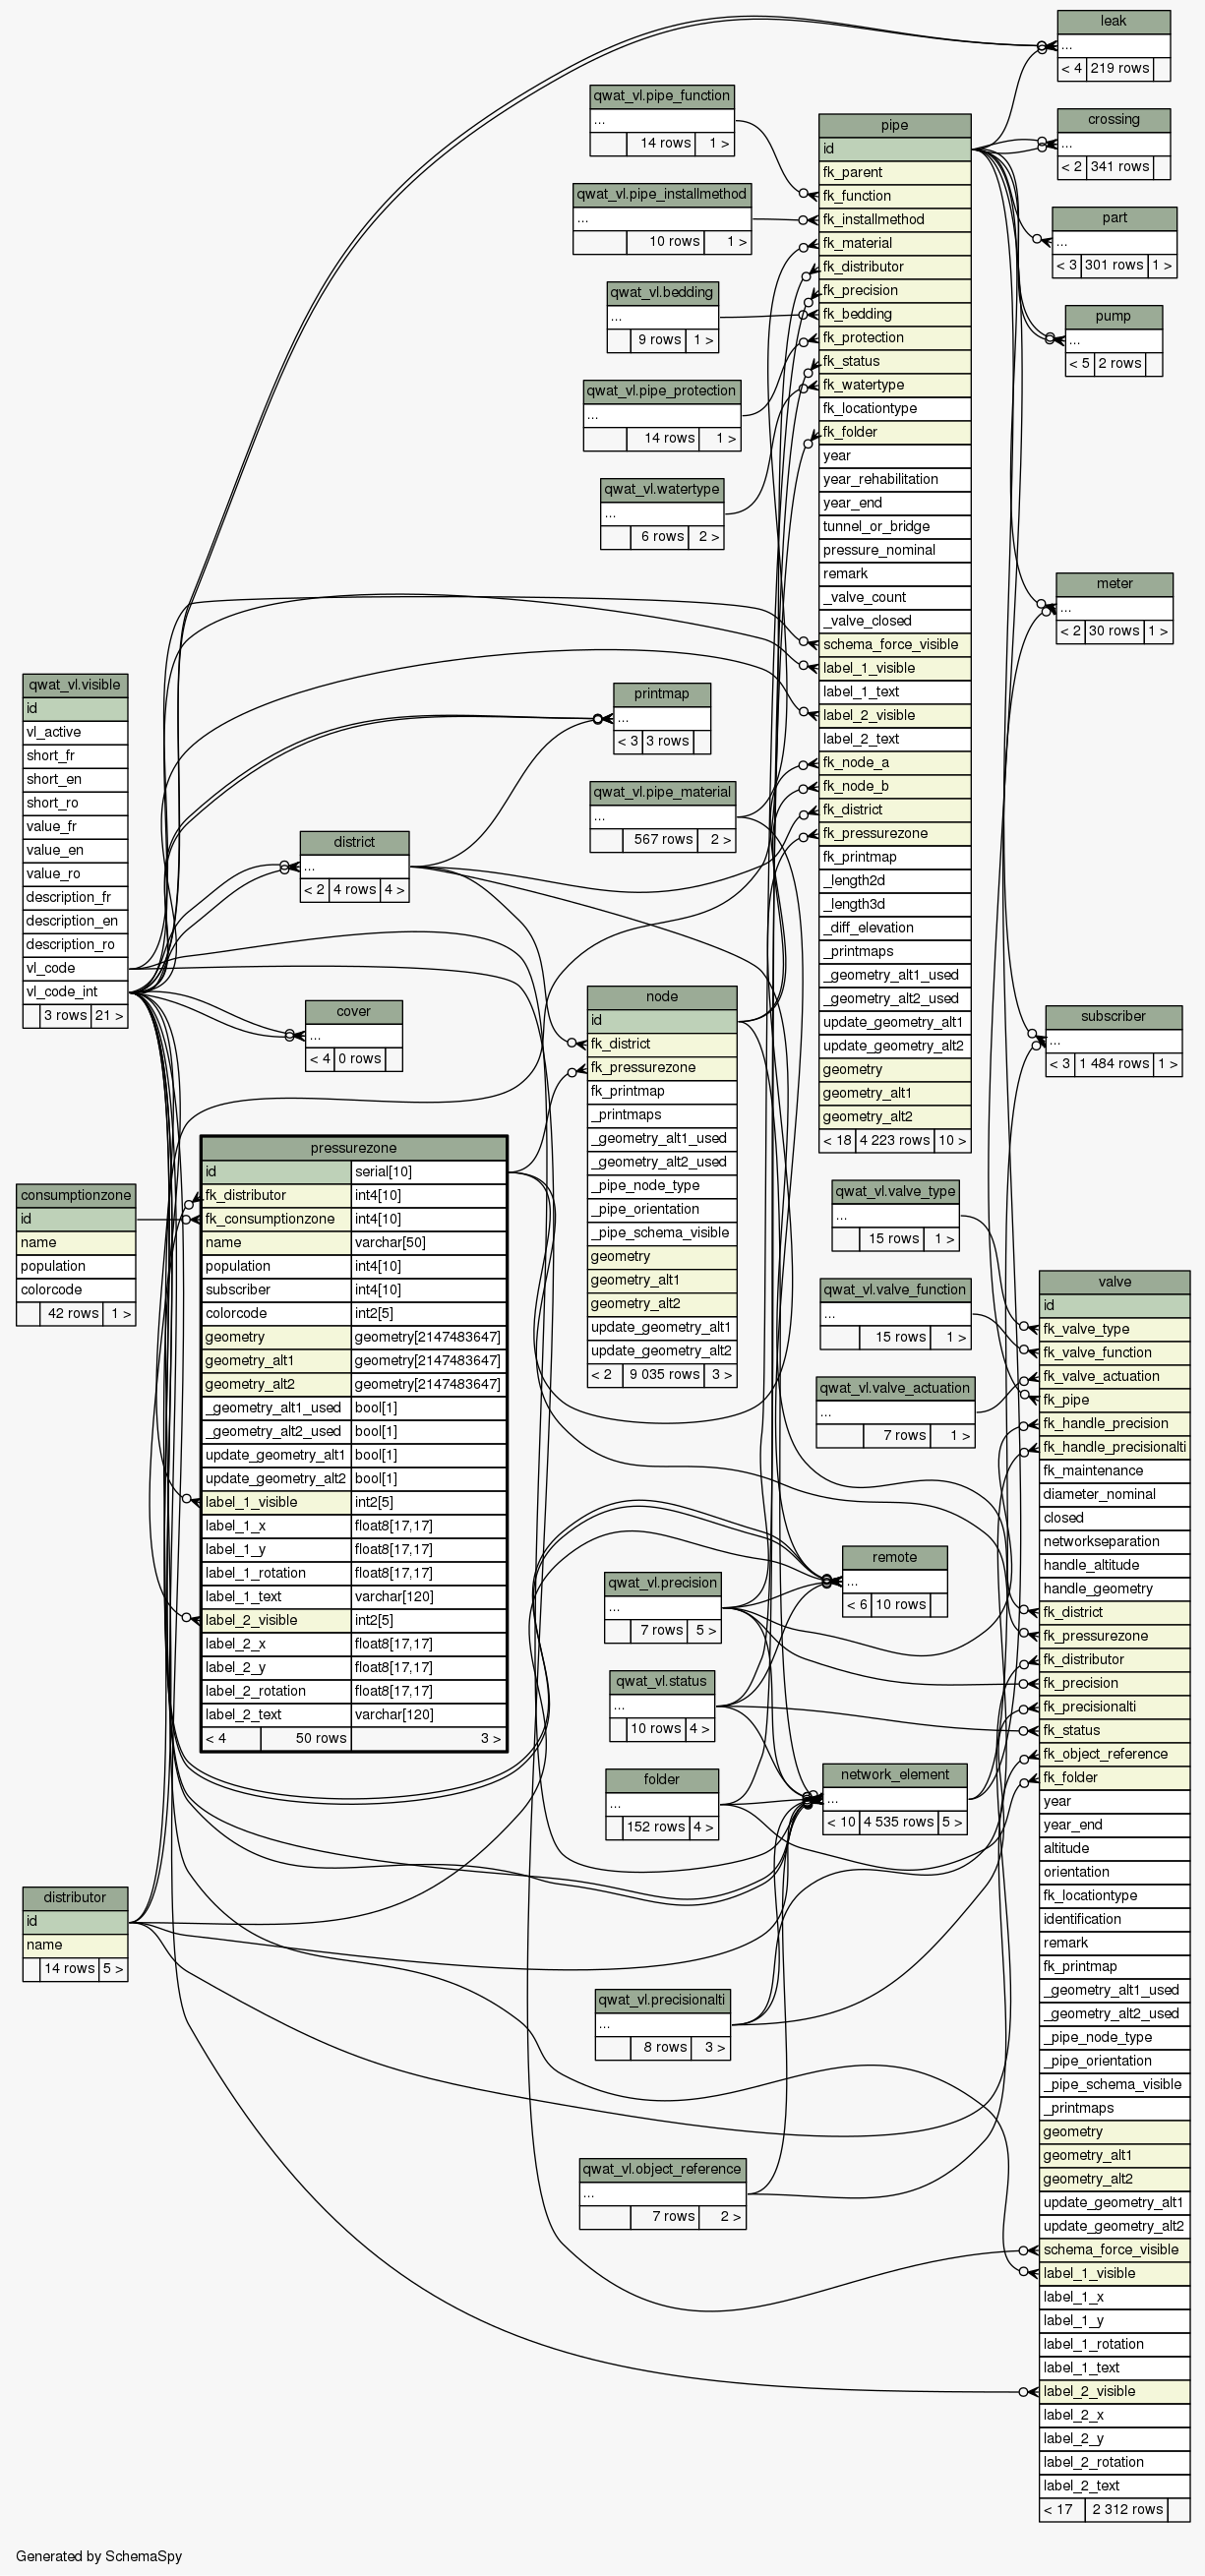 leak
...
< 4 219 rows
crossing
...
< 2 341 rows
part
...
< 3 301 rows 1 >
pump
...
< 5 2 rows
meter
...
< 2 30 rows 1 >
subscriber
...
< 3 1 484 rows 1 >
qwat_vl.pipe_function
...
14 rows 1 >
qwat_vl.pipe_installmethod
...
10 rows 1 >
qwat_vl.bedding
...
9 rows 1 >
qwat_vl.pipe_protection
...
14 rows 1 >
qwat_vl.watertype
...
6 rows 2 >
pipe
id
fk_parent
fk_function
fk_installmethod
fk_material
fk_distributor
fk_precision
fk_bedding
fk_protection
fk_status
fk_watertype
fk_locationtype
fk_folder
year
year_rehabilitation
year_end
tunnel_or_bridge
pressure_nominal
remark
_valve_count
_valve_closed
schema_force_visible
label_1_visible
label_1_text
label_2_visible
label_2_text
fk_node_a
fk_node_b
fk_district
fk_pressurezone
fk_printmap
_length2d
_length3d
_diff_elevation
_printmaps
_geometry_alt1_used
_geometry_alt2_used
update_geometry_alt1
update_geometry_alt2
geometry
geometry_alt1
geometry_alt2
< 18 4 223 rows 10 >
qwat_vl.visible
id
vl_active
short_fr
short_en
short_ro
value_fr
value_en
value_ro
description_fr
description_en
description_ro
vl_code
vl_code_int
3 rows 21 >
printmap
...
< 3 3 rows
qwat_vl.pipe_material
...
567 rows 2 >
district
...
< 2 4 rows 4 >
cover
...
< 4 0 rows
node
id
fk_district
fk_pressurezone
fk_printmap
_printmaps
_geometry_alt1_used
_geometry_alt2_used
_pipe_node_type
_pipe_orientation
_pipe_schema_visible
geometry
geometry_alt1
geometry_alt2
update_geometry_alt1
update_geometry_alt2
< 2 9 035 rows 3 >
consumptionzone
id
name
population
colorcode
42 rows 1 >
pressurezone
id serial[10]
fk_distributor int4[10]
fk_consumptionzone int4[10]
name varchar[50]
population int4[10]
subscriber int4[10]
colorcode int2[5]
geometry geometry[2147483647]
geometry_alt1 geometry[2147483647]
geometry_alt2 geometry[2147483647]
_geometry_alt1_used bool[1]
_geometry_alt2_used bool[1]
update_geometry_alt1 bool[1]
update_geometry_alt2 bool[1]
label_1_visible int2[5]
label_1_x float8[17,17]
label_1_y float8[17,17]
label_1_rotation float8[17,17]
label_1_text varchar[120]
label_2_visible int2[5]
label_2_x float8[17,17]
label_2_y float8[17,17]
label_2_rotation float8[17,17]
label_2_text varchar[120]
< 4 50 rows 3 >
qwat_vl.valve_type
...
15 rows 1 >
qwat_vl.valve_function
...
15 rows 1 >
qwat_vl.valve_actuation
...
7 rows 1 >
remote
...
< 6 10 rows
qwat_vl.precision
...
7 rows 5 >
qwat_vl.status
...
10 rows 4 >
folder
...
152 rows 4 >
network_element
...
< 10 4 535 rows 5 >
distributor
id
name
14 rows 5 >
qwat_vl.precisionalti
...
8 rows 3 >
qwat_vl.object_reference
...
7 rows 2 >
valve
id
fk_valve_type
fk_valve_function
fk_valve_actuation
fk_pipe
fk_handle_precision
fk_handle_precisionalti
fk_maintenance
diameter_nominal
closed
networkseparation
handle_altitude
handle_geometry
fk_district
fk_pressurezone
fk_distributor
fk_precision
fk_precisionalti
fk_status
fk_object_reference
fk_folder
year
year_end
altitude
orientation
fk_locationtype
identification
remark
fk_printmap
_geometry_alt1_used
_geometry_alt2_used
_pipe_node_type
_pipe_orientation
_pipe_schema_visible
_printmaps
geometry
geometry_alt1
geometry_alt2
update_geometry_alt1
update_geometry_alt2
schema_force_visible
label_1_visible
label_1_x
label_1_y
label_1_rotation
label_1_text
label_2_visible
label_2_x
label_2_y
label_2_rotation
label_2_text
< 17 2 312 rows
Generated by SchemaSpy